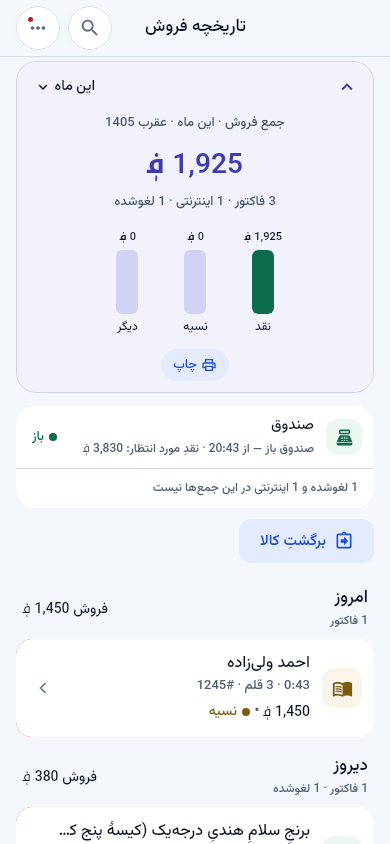 تاریخچه فروش
این ماه
جمع فروش · این ماه · عقرب 1405
1,925 ؋
3 فاکتور · 1 اینترنتی · 1 لغوشده
1,925 ؋
0 ؋
0 ؋
نقد
نسیه
دیگر
چاپ
صندوق
صندوق باز — از 20:43 · نقدِ مورد انتظار: 3,830 ؋
باز
1 لغوشده و 1 اینترنتی در این جمع‌ها نیست
برگشتِ کالا
امروز
1 فاکتور
فروش 1,450 ؋
احمد ولی‌زاده
0:43 · 3 قلم · #1245
1,450 ؋ • نسیه
دیروز
1 فاکتور · 1 لغوشده
فروش 380 ؋
برنجِ سلامِ هندیِ درجه‌یک (کیسهٔ پنج ک…